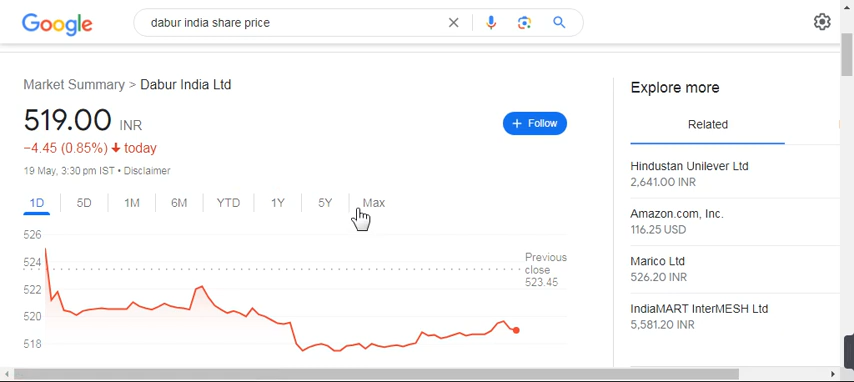 Google
dabur india share price
Market Summary > Dabur India Ltd
519.00 INR
−4.45 (0.85%) ↓ today
19 May, 3:30 pm IST • Disclaimer
+ Follow
1D 5D 1M 6M YTD 1Y 5Y Max
526
524
522
520
518
Previous
close
523.45
Explore more
Related
Hindustan Unilever Ltd
2,641.00 INR
Amazon.com, Inc.
116.25 USD
Marico Ltd
526.20 INR
IndiaMART InterMESH Ltd
5,581.20 INR